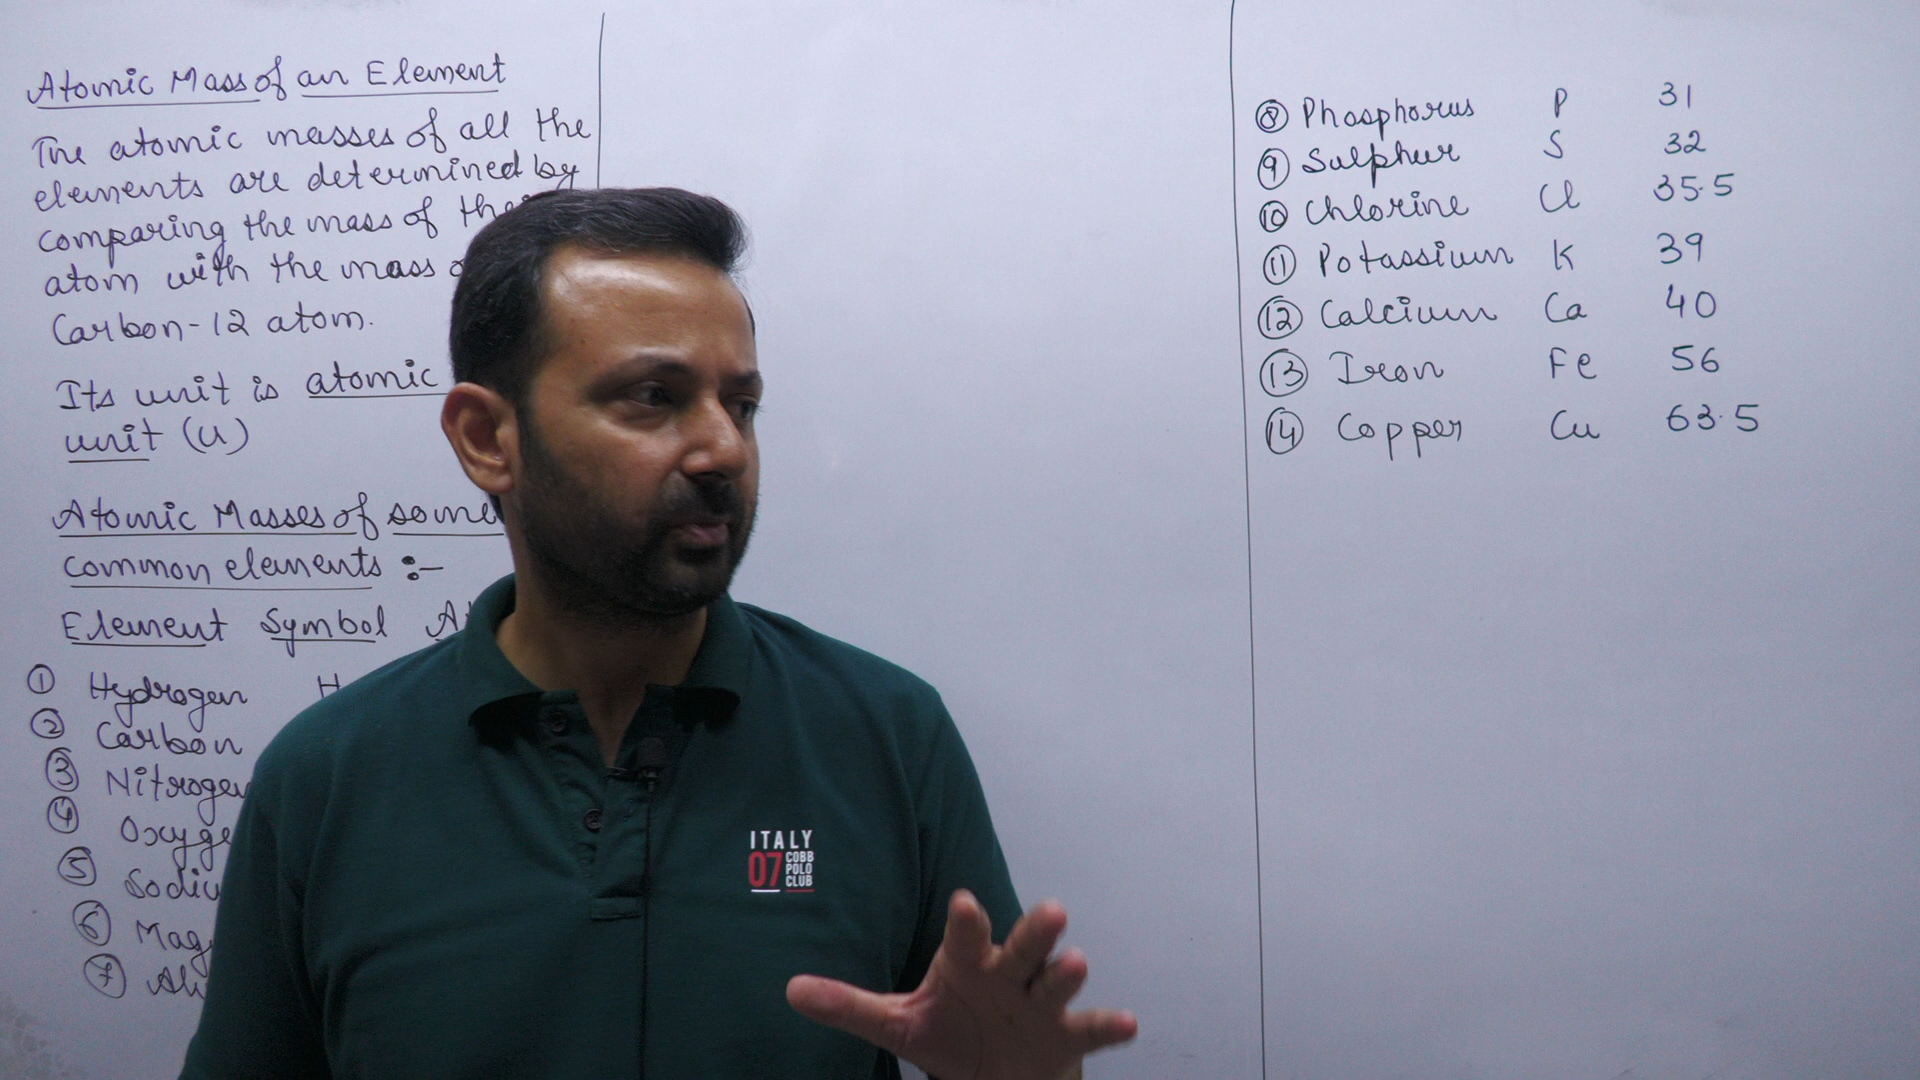 Atomic Mass of an Element
The atomic masses of all the
elements are determined by
comparing the mass of
atom with the mass
Carbon-12 atom.
Its unit is atomic
unit (u)
Atomic Masses of some
common elements :-
Element Symbol
① Hydrogen H
② Carbon
③ Nitrogen
④
⑤
⑥
⑦
⑧ Phosphorus P 31
⑨ Sulphur S 32
⑩ Chlorine Cl 35.5
⑪ Potassium K 39
⑫ Calcium Ca 40
⑬ Iron Fe 56
⑭ Copper Cu 63.5
ITALY
07 COBB
POLO
CLUB